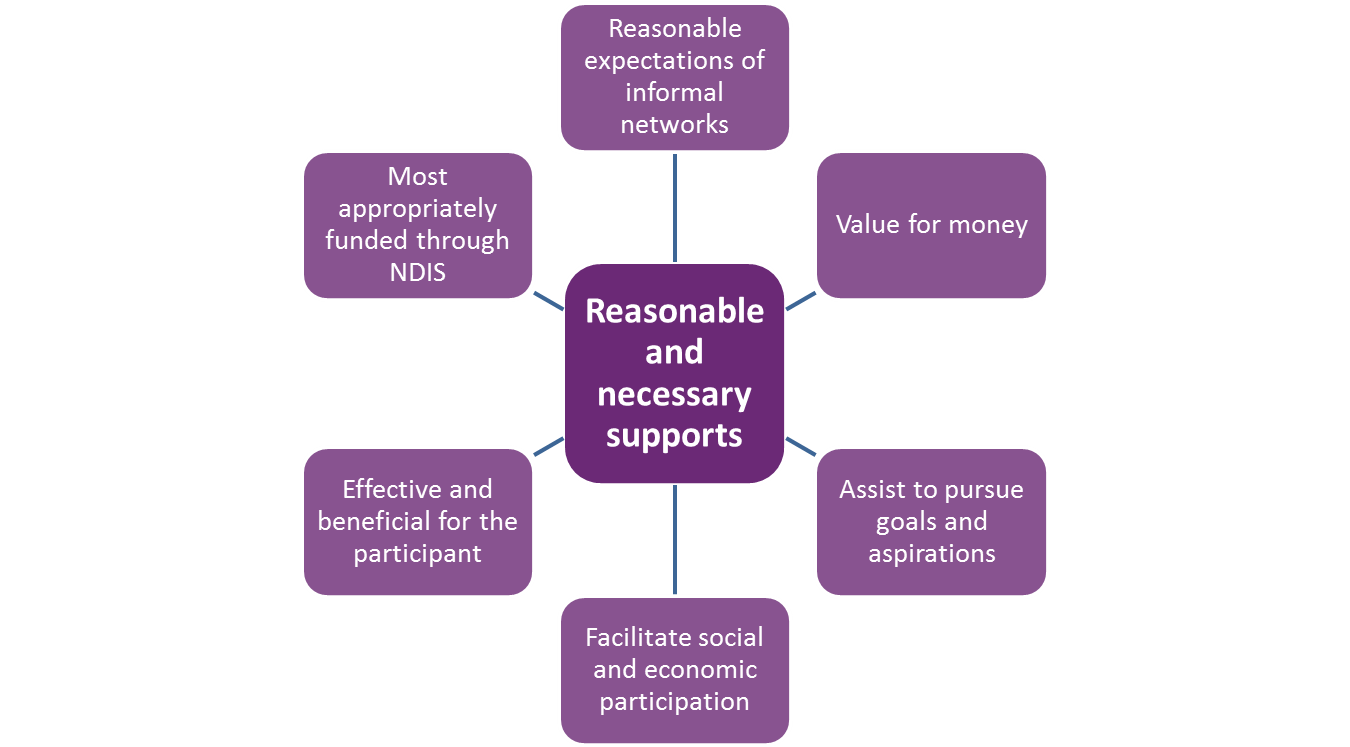 Reasonable
expectations of
informal
networks
Most
appropriately
funded through
NDIS
Value for money
Reasonable
and
necessary
supports
Effective and
beneficial for the
participant
Assist to pursue
goals and
aspirations
Facilitate social
and economic
participation